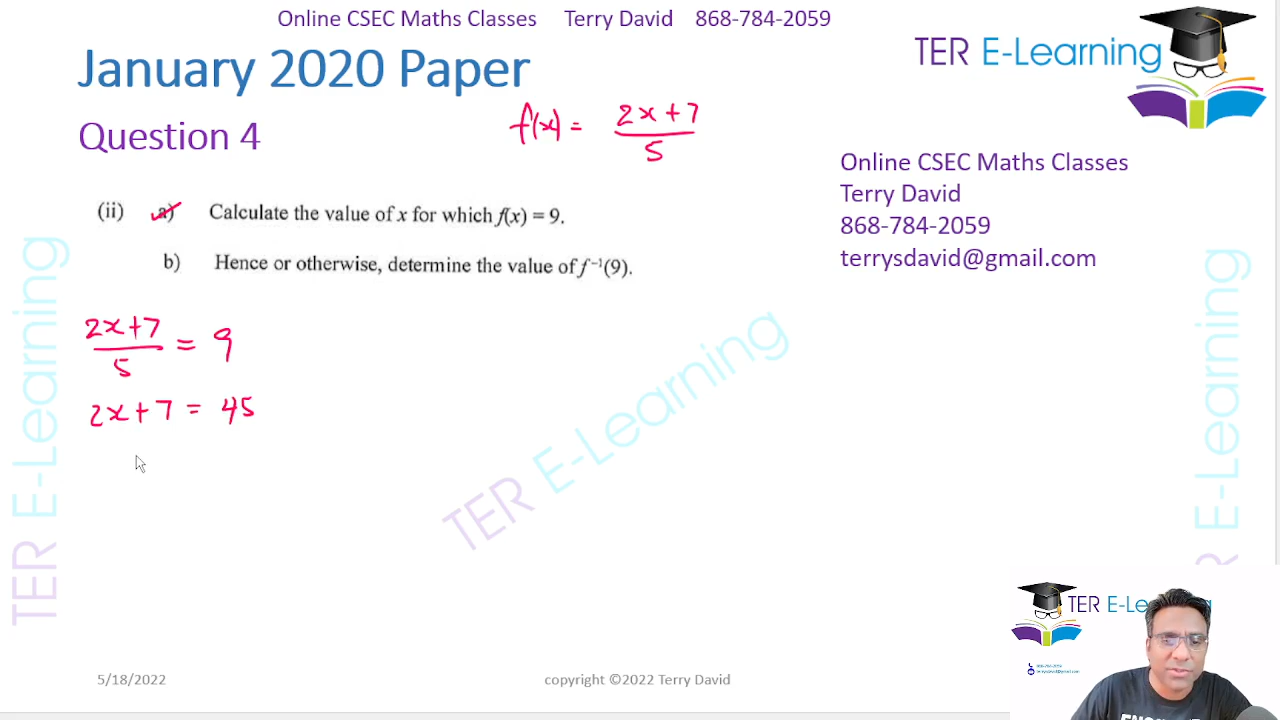 Online CSEC Maths Classes Terry David 868-784-2059
January 2020 Paper
TER E-Learning
Question 4
f(x) = 2x+7
5
Online CSEC Maths Classes
Terry David
868-784-2059
terrysdavid@gmail.com
(ii) a) Calculate the value of x for which f(x) = 9.
b) Hence or otherwise, determine the value of f⁻¹(9).
2x+7
5 = 9
2x+7 = 45
TER E-Learning
TER E-Learning
TER E-Learning
TER E-Le
5/18/2022
copyright ©2022 Terry David